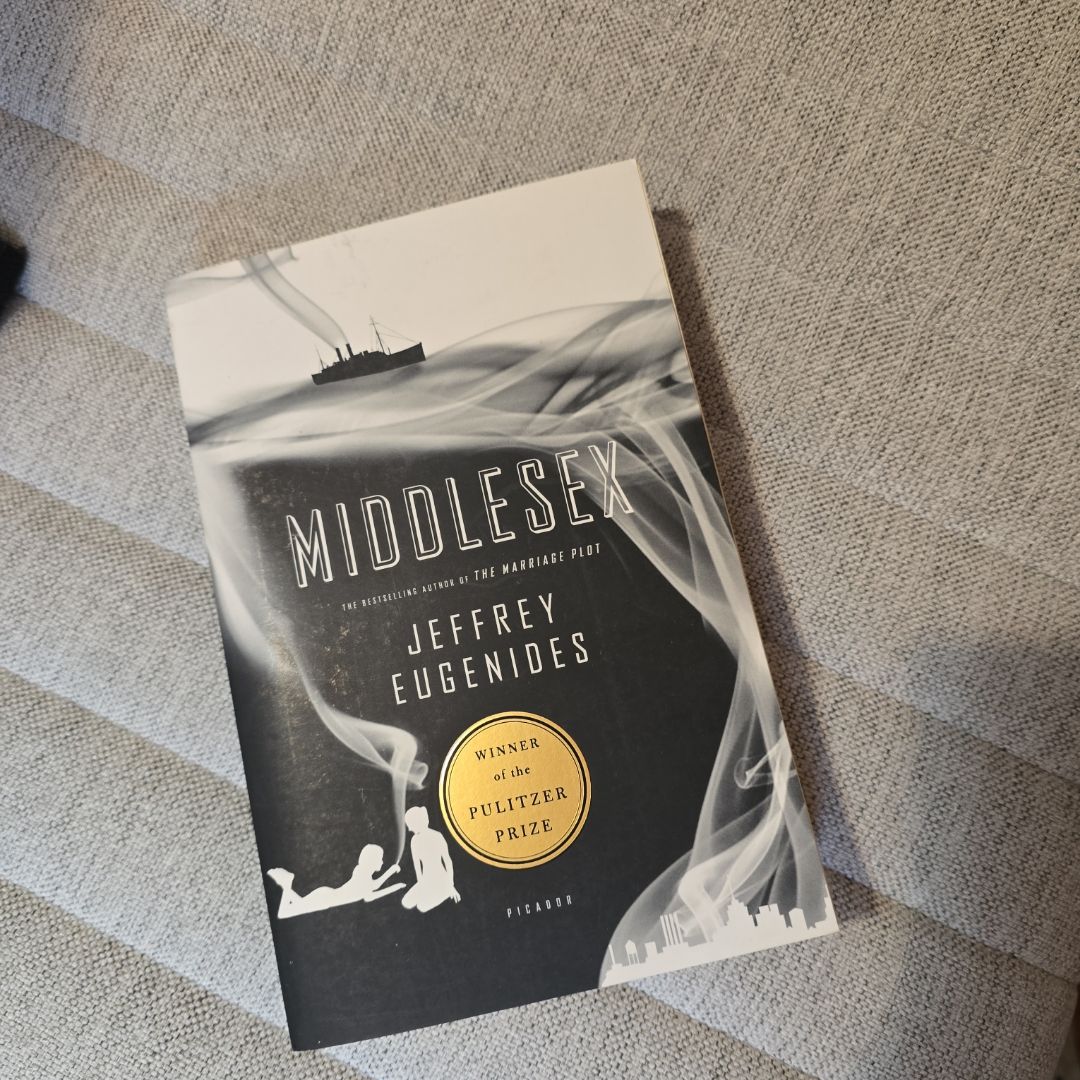 MIDDLESEX
THE BESTSELLING AUTHOR OF THE MARRIAGE PLOT
JEFFREY
EUGENIDES
WINNER
of the
PULITZER
PRIZE
PICADOR